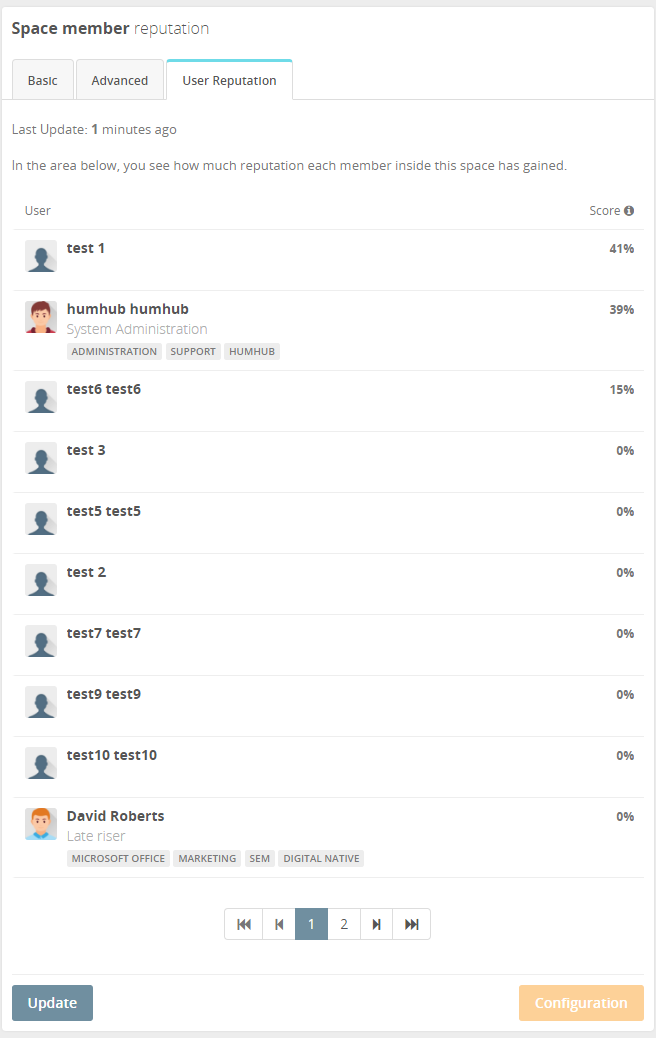 Space member reputation
Basic Advanced User Reputation
Last Update: 1 minutes ago
In the area below, you see how much reputation each member inside this space has gained.
User Score
test 1 41%
humhub humhub 39%
System Administration
ADMINISTRATION SUPPORT HUMHUB
test6 test6 15%
test 3 0%
test5 test5 0%
test 2 0%
test7 test7 0%
test9 test9 0%
test10 test10 0%
David Roberts 0%
Late riser
MICROSOFT OFFICE MARKETING SEM DIGITAL NATIVE
1 2
Update Configuration